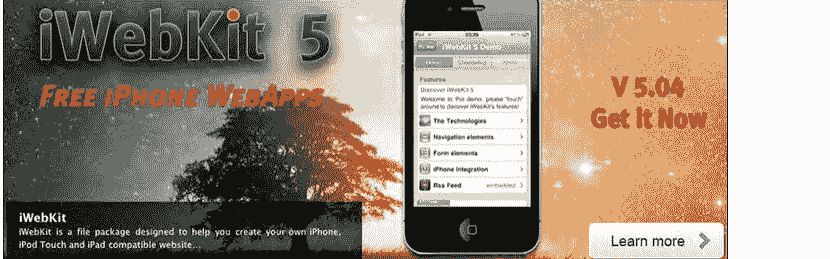 iWebKit 5
FREE IPHONE WEBAPPS
iWebKit 5 Demo
Features
Discover iWebKit 5
Welcome to this demo, please "touch"
around to discover iWebKit's features!
The Technologies
Navigation elements
Form elements
iPhone Integration
Rss Feed embedded
V 5.04
Get It Now
iWebKit
iWebKit is a file package designed to help you create your own iPhone,
iPod Touch and iPad compatible website...
Learn more